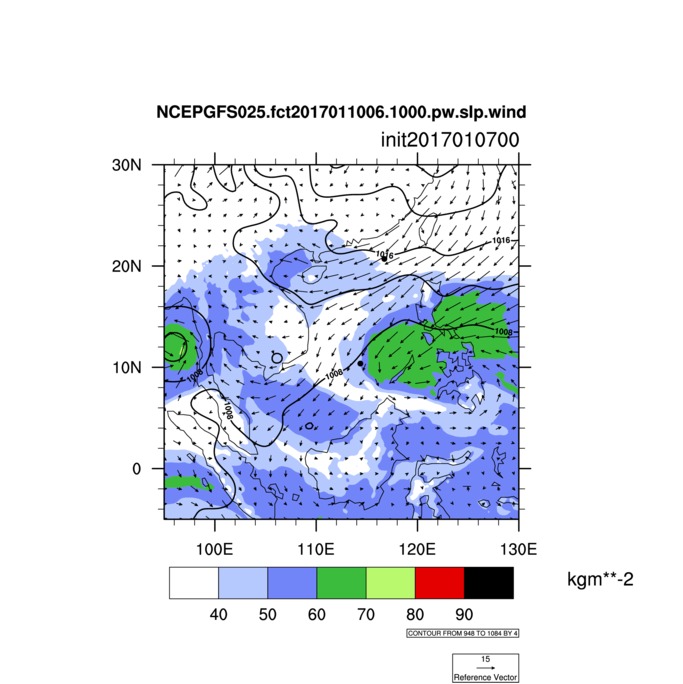 NCEPGFS025.fct2017011006.1000.pw.slp.wind
init2017010700
30N
1016
1016
20N
1008
10N
1008
1008
1008
0
100E 110E 120E 130E
kgm**-2
40 50 60 70 80 90
CONTOUR FROM 948 TO 1084 BY 4
15
Reference Vector